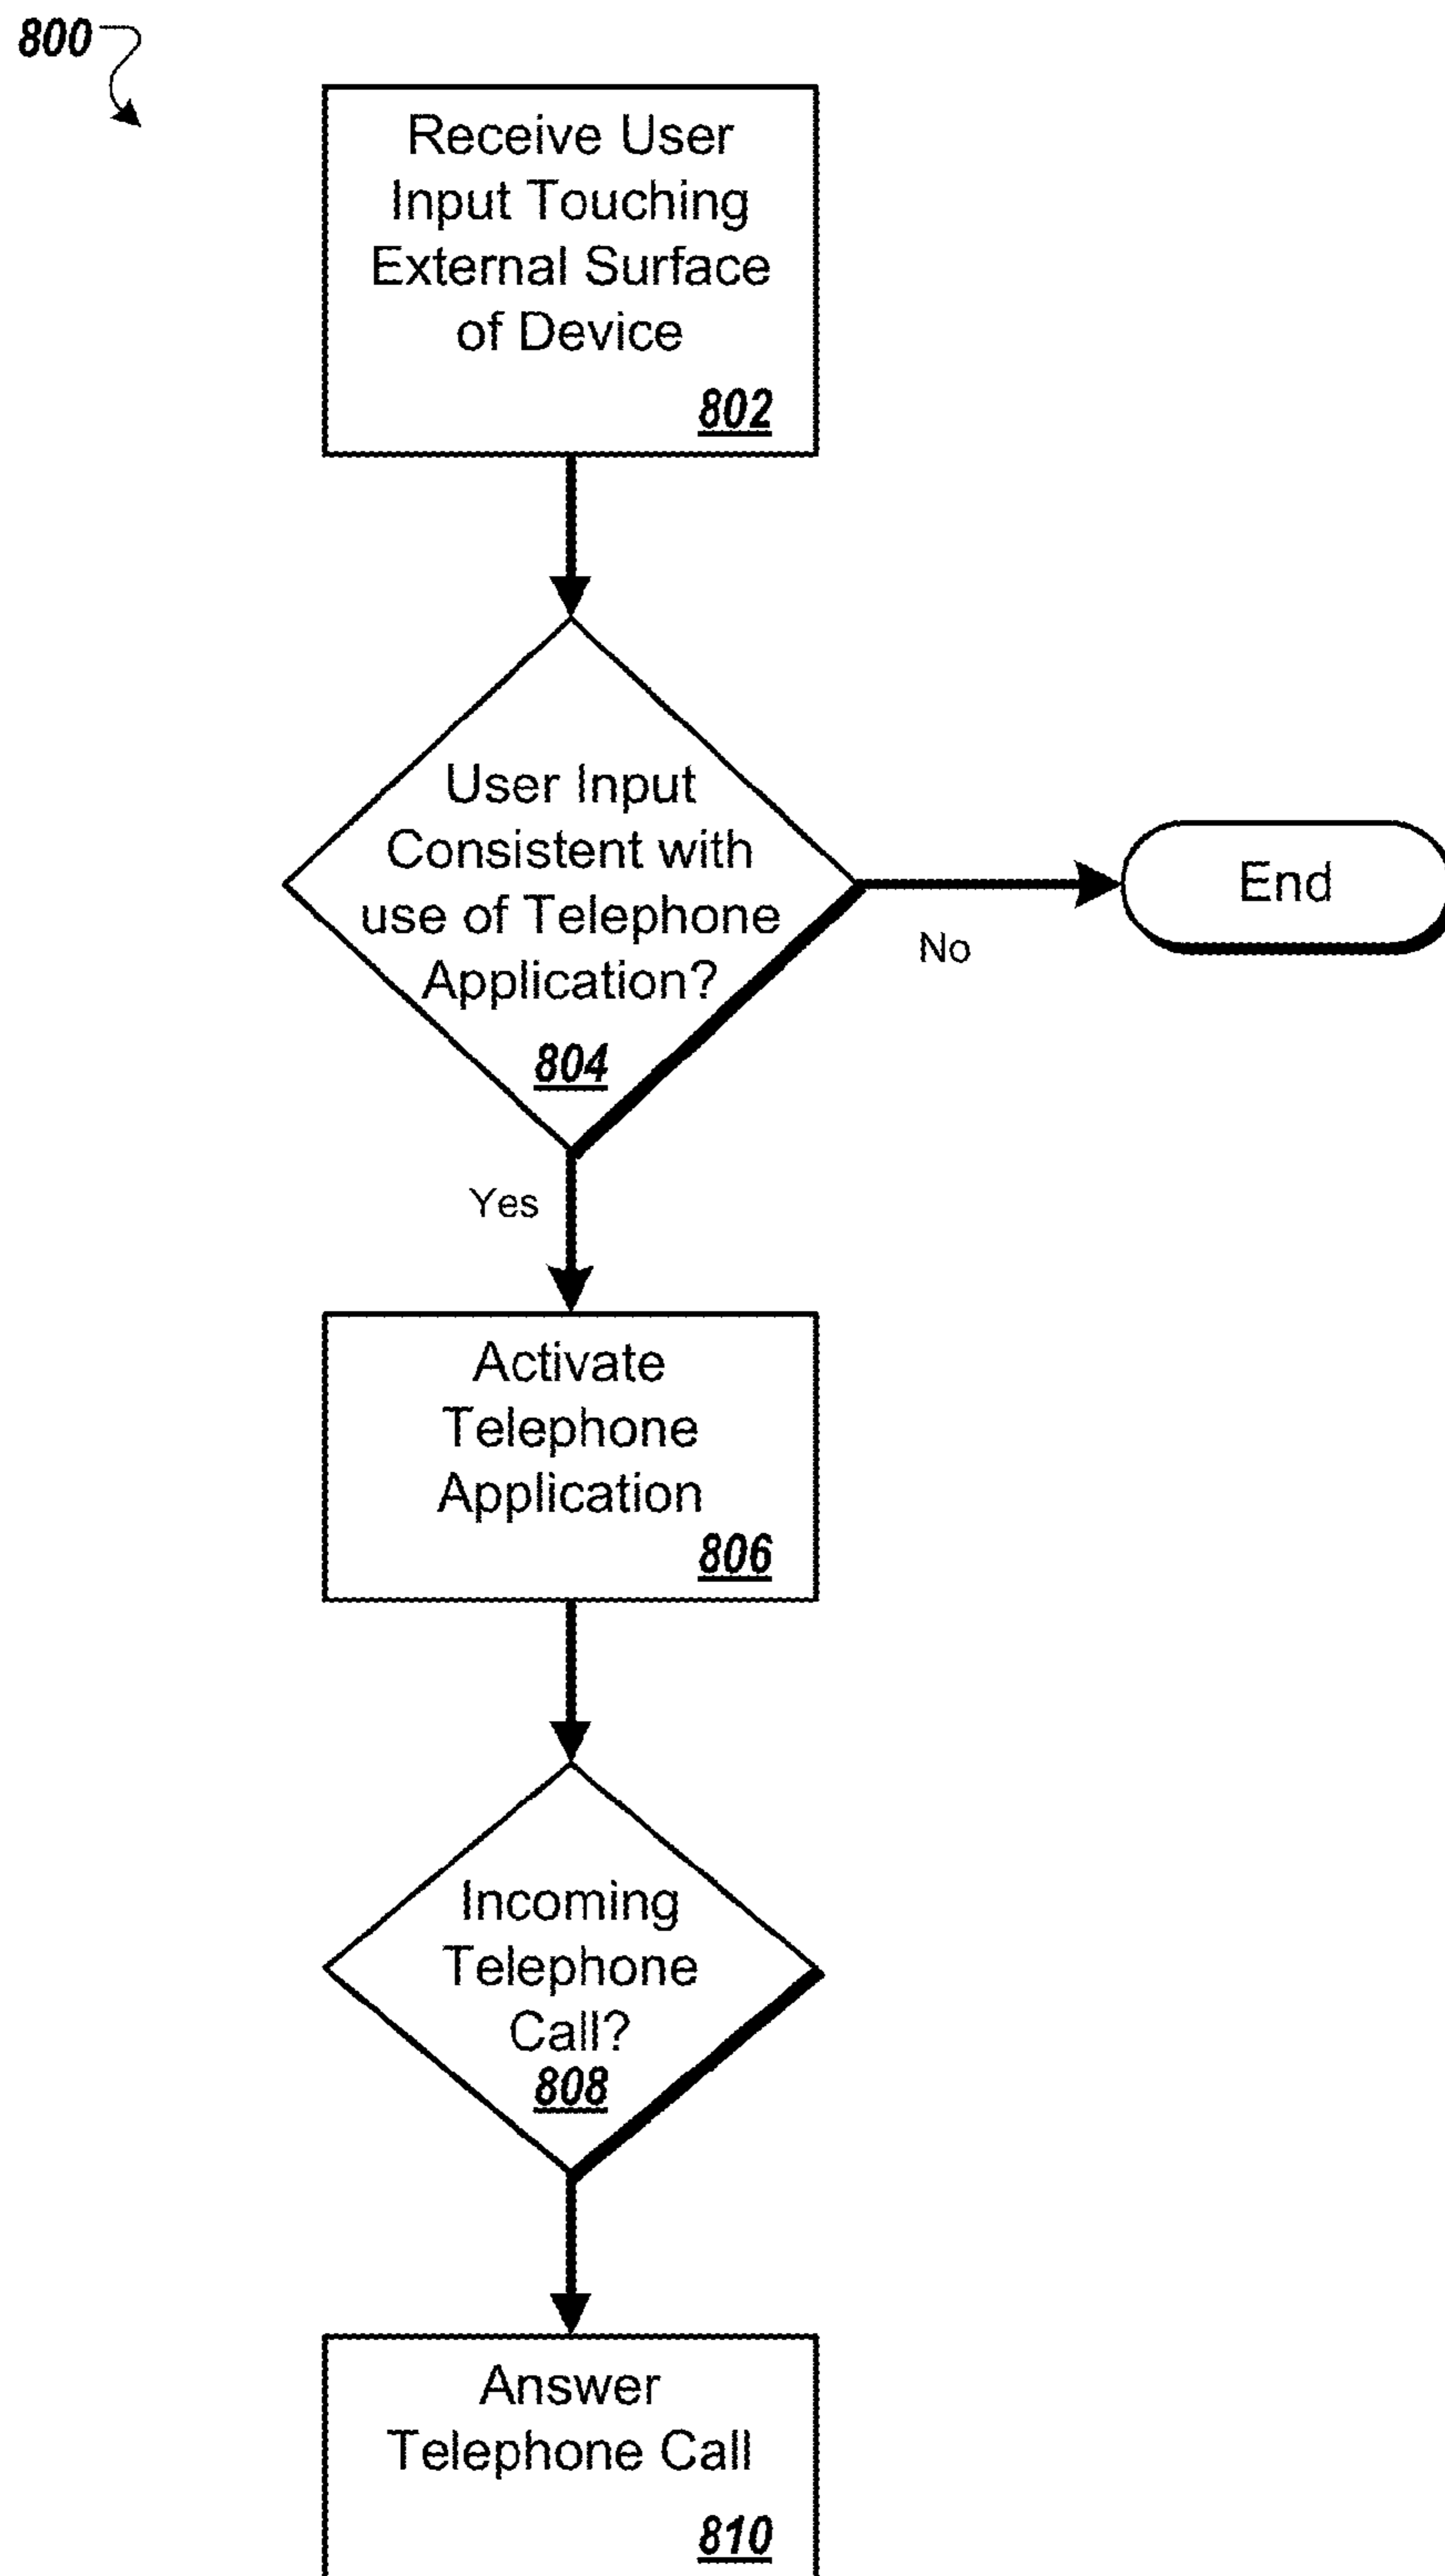 800
Receive User
Input Touching
External Surface
of Device
802
User Input
Consistent with
use of Telephone
Application?
804
No
End
Yes
Activate
Telephone
Application
806
Incoming
Telephone
Call?
808
Answer
Telephone Call
810